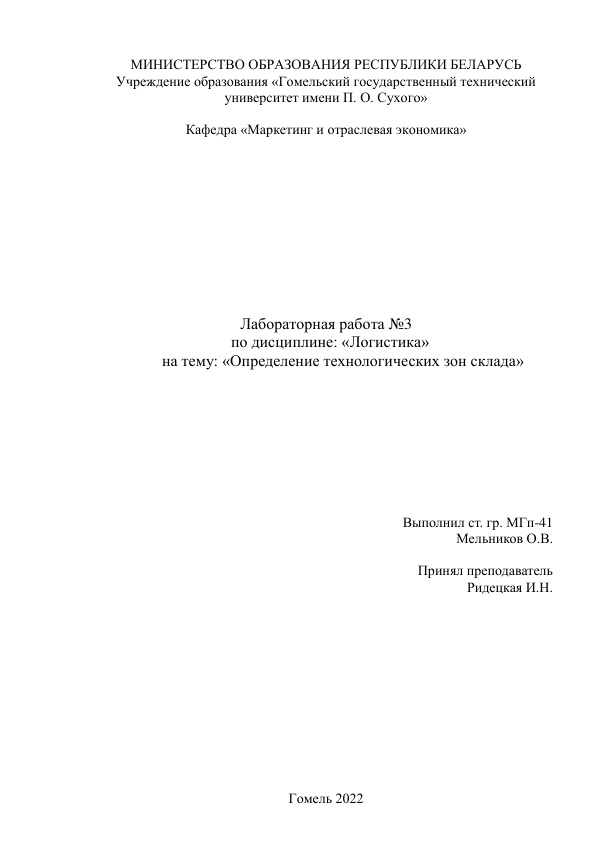 МИНИСТЕРСТВО ОБРАЗОВАНИЯ РЕСПУБЛИКИ БЕЛАРУСЬ
Учреждение образования «Гомельский государственный технический
университет имени П. О. Сухого»
Кафедра «Маркетинг и отраслевая экономика»
Лабораторная работа №3
по дисциплине: «Логистика»
на тему: «Определение технологических зон склада»
Выполнил ст. гр. МГп-41
Мельников О.В.
Принял преподаватель
Ридецкая И.Н.
Гомель 2022